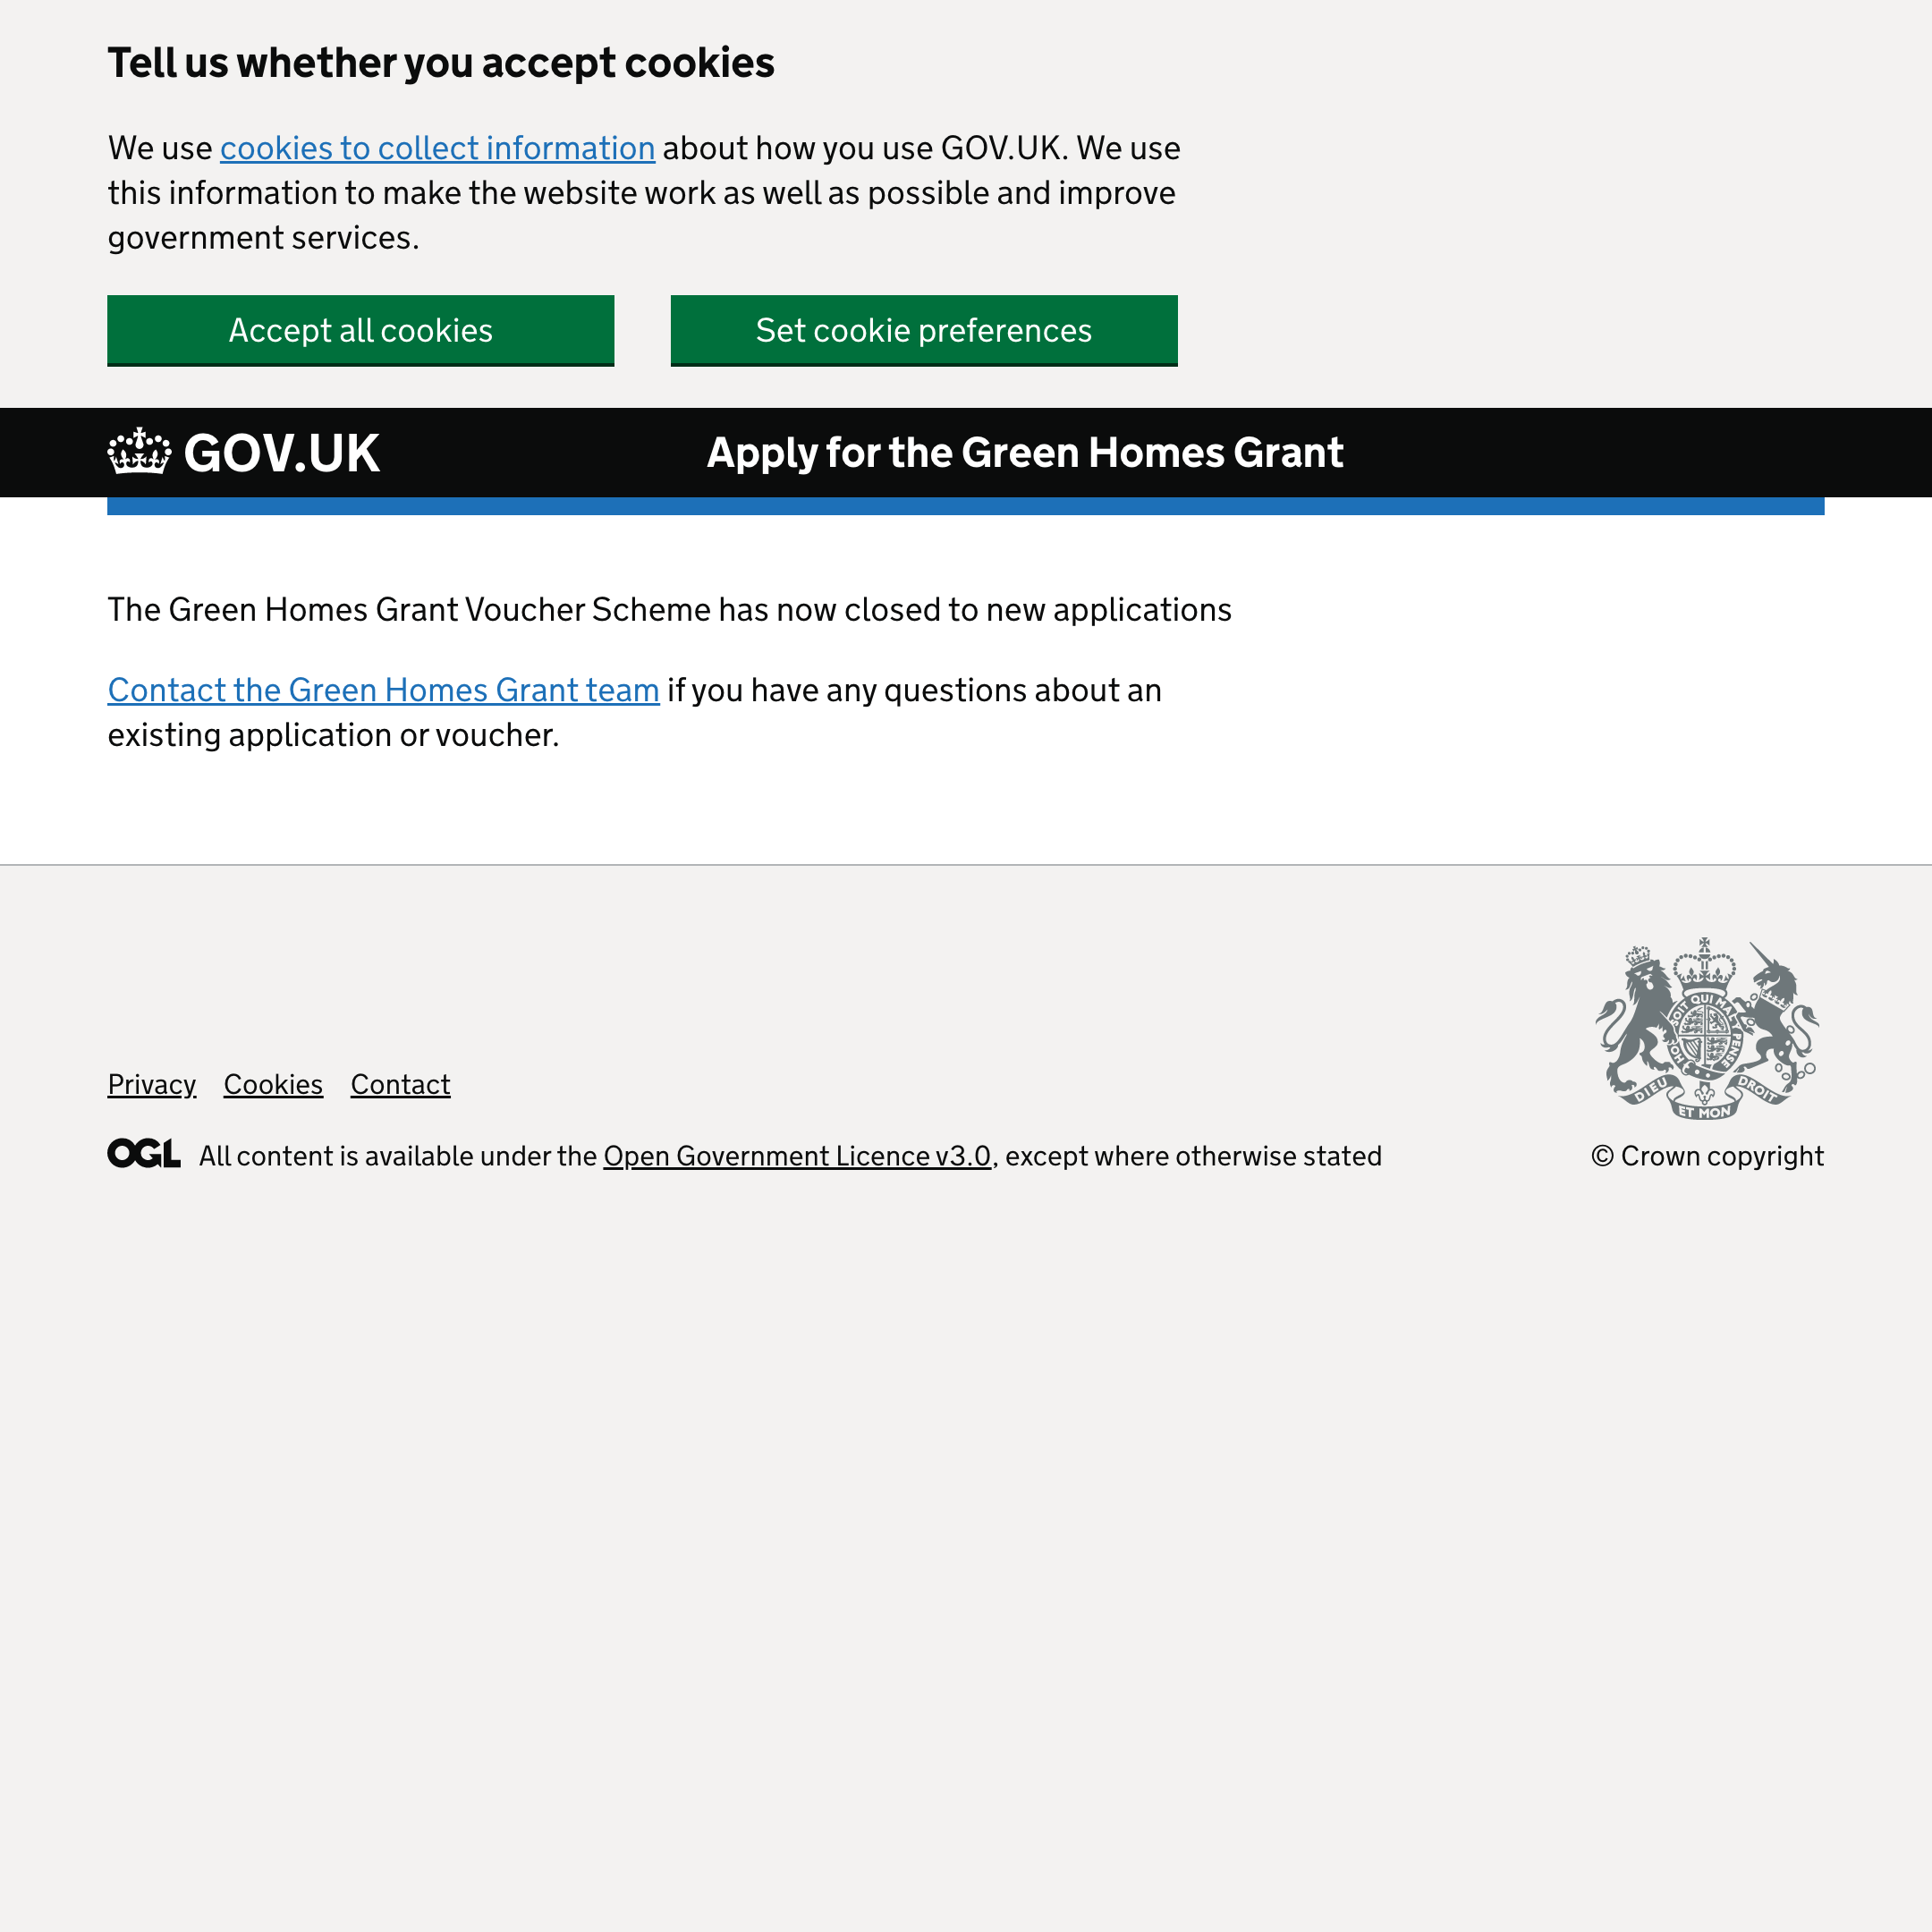 Tell us whether you accept cookies
We use cookies to collect information about how you use GOV.UK. We use
this information to make the website work as well as possible and improve
government services.
Accept all cookies
Set cookie preferences
GOV.UK
Apply for the Green Homes Grant
The Green Homes Grant Voucher Scheme has now closed to new applications
Contact the Green Homes Grant team if you have any questions about an
existing application or voucher.
SOIT QUI MAL Y PENSE
HO
DIEU ET MON DROIT
Privacy Cookies Contact
OGL All content is available under the Open Government Licence v3.0, except where otherwise stated
© Crown copyright